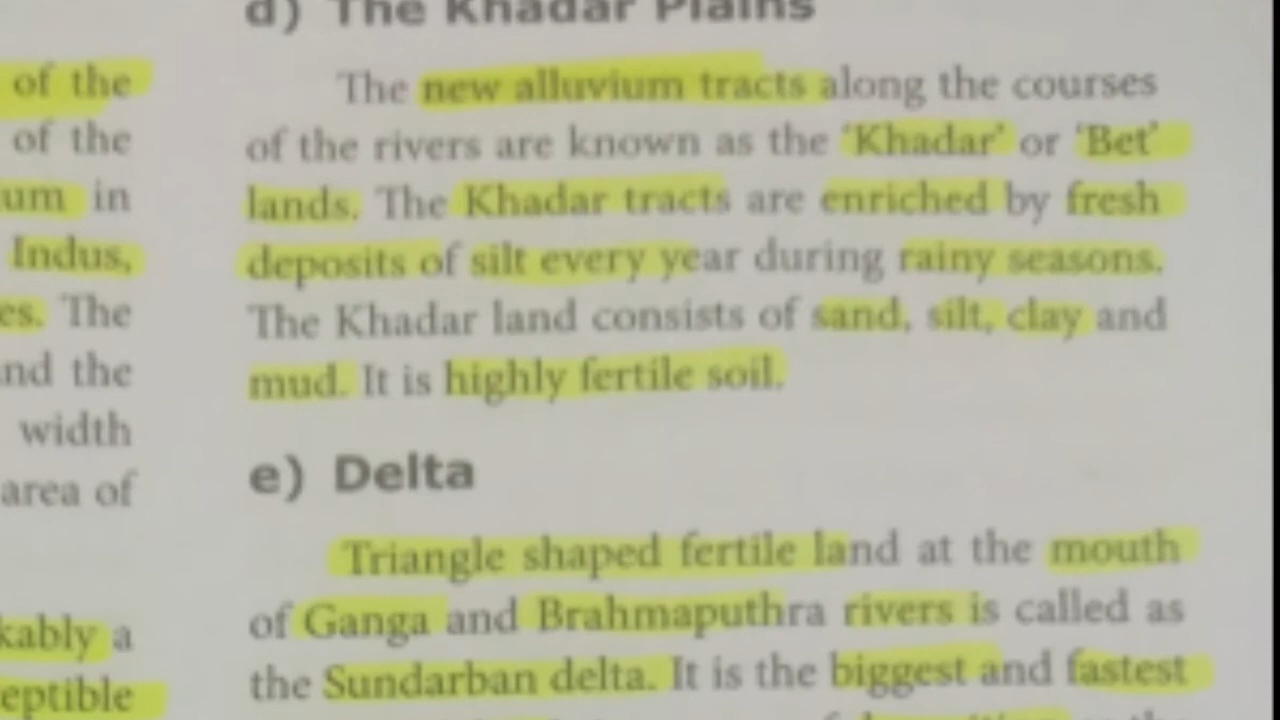 of the
of the
um in
Indus,
es. The
nd the
width
area of
kably a
eptible
d) The Khadar Plains
The new alluvium tracts along the courses
of the rivers are known as the ‘Khadar’ or ‘Bet’
lands. The Khadar tracts are enriched by fresh
deposits of silt every year during rainy seasons.
The Khadar land consists of sand, silt, clay and
mud. It is highly fertile soil.
e) Delta
Triangle shaped fertile land at the mouth
of Ganga and Brahmaputhra rivers is called as
the Sundarban delta. It is the biggest and fastest